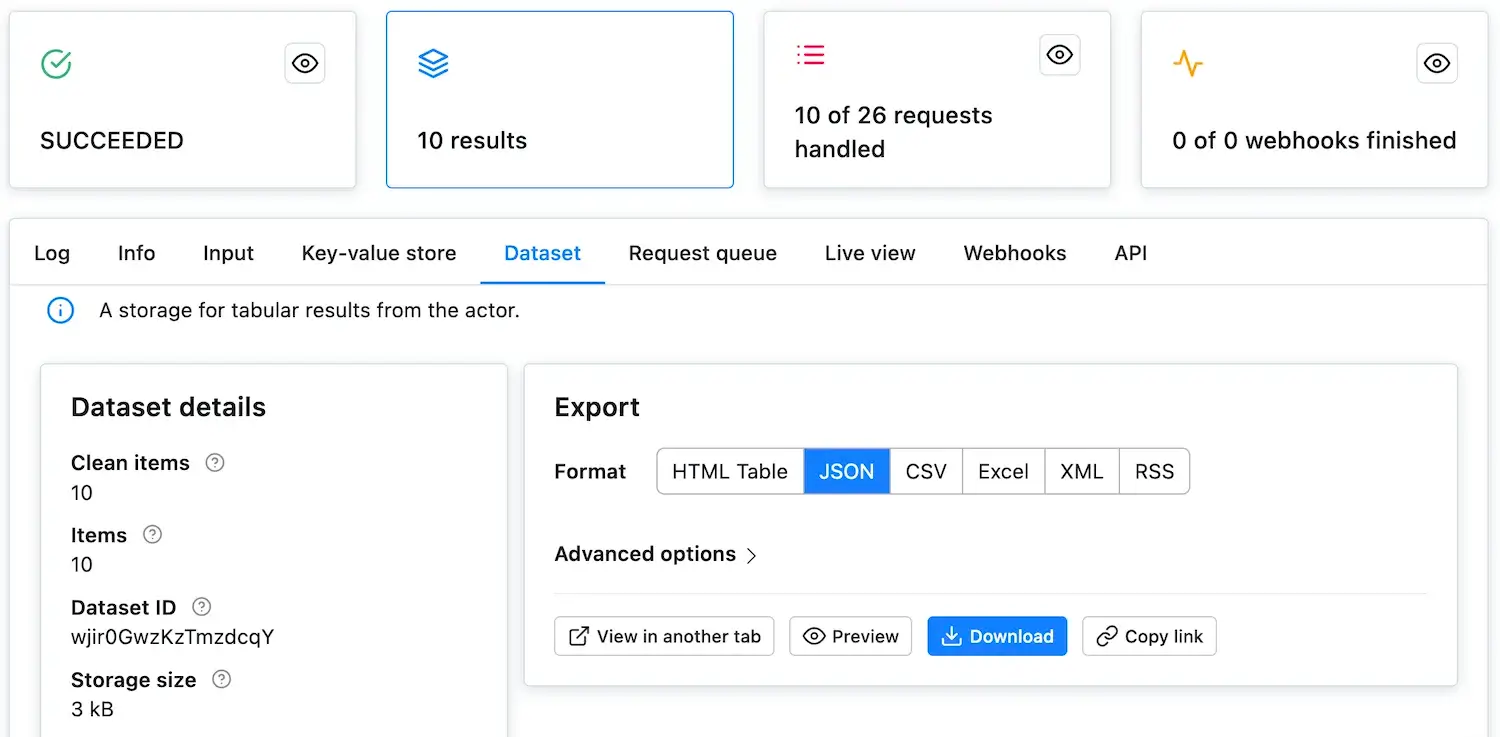 SUCCEEDED
10 results
10 of 26 requests
handled
0 of 0 webhooks finished
Log Info Input Key-value store Dataset Request queue Live view Webhooks API
A storage for tabular results from the actor.
Dataset details
Clean items
10
Items
10
Dataset ID
wjir0GwzKzTmzdcqY
Storage size
3 kB
Export
Format HTML Table JSON CSV Excel XML RSS
Advanced options
View in another tab Preview Download Copy link